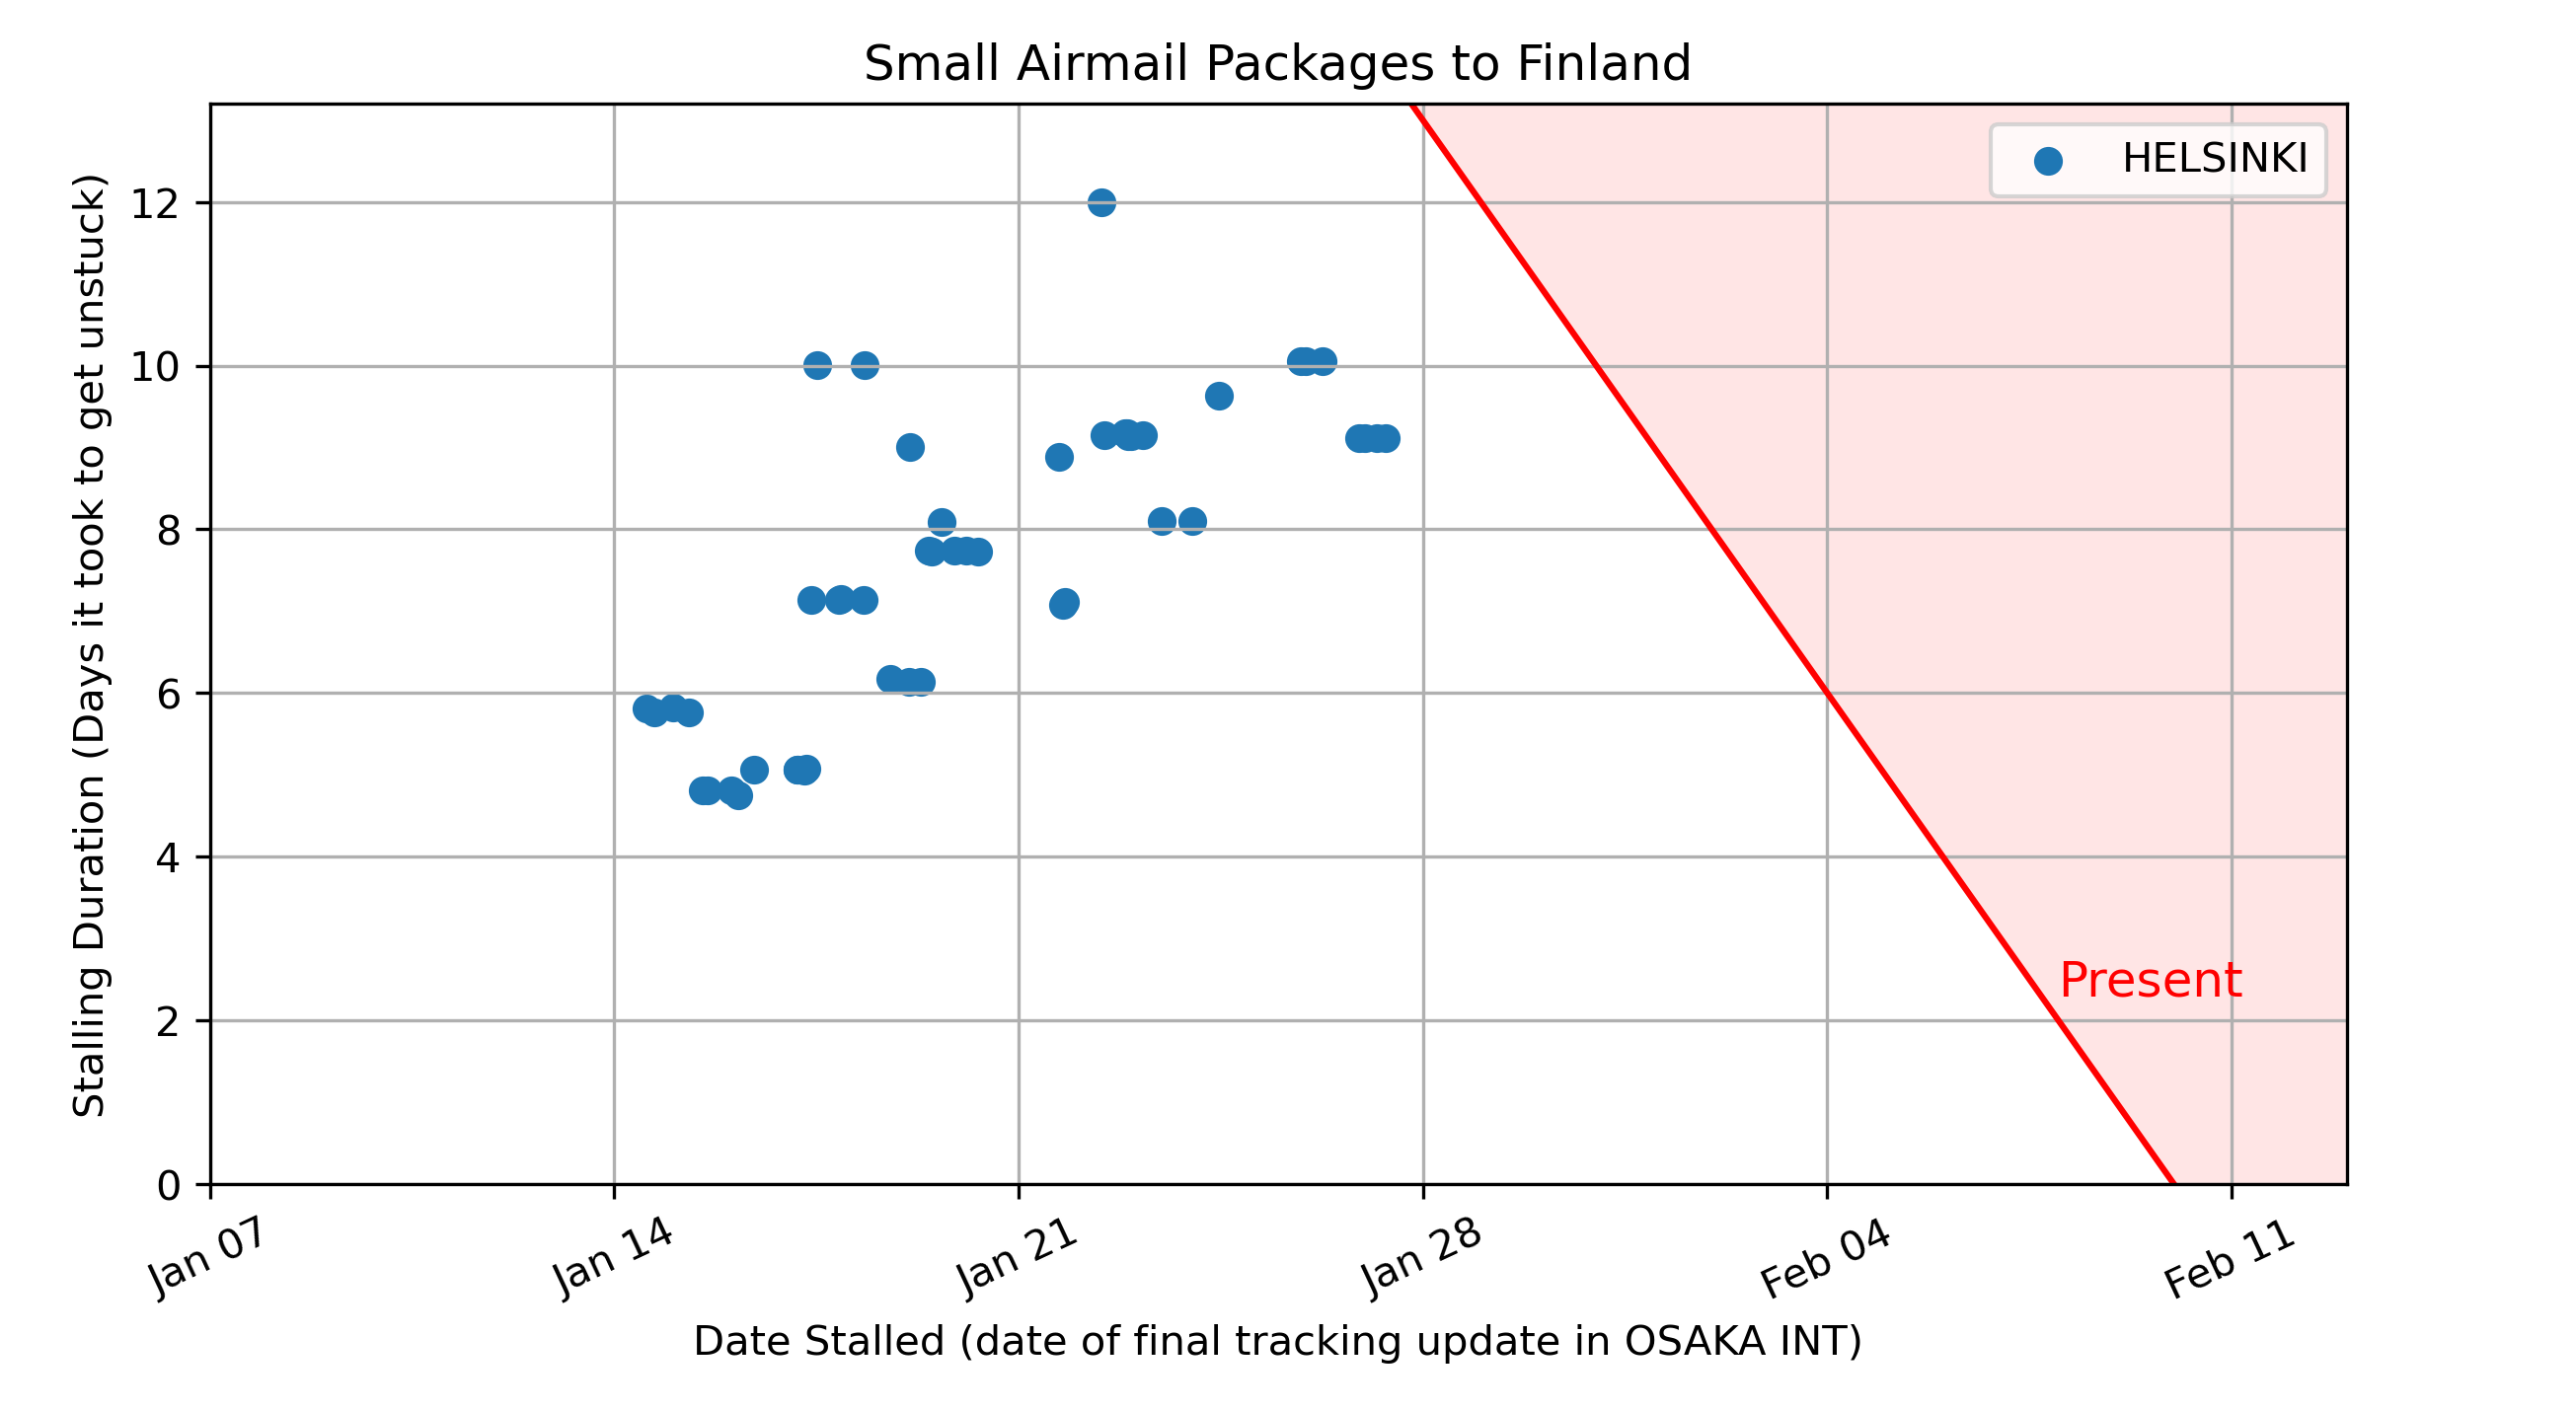 Small Airmail Packages to Finland
HELSINKI
Stalling Duration (Days it took to get unstuck)
12
10
8
6
4
2
0
Present
Jan 07
Jan 14
Jan 21
Jan 28
Feb 04
Feb 11
Date Stalled (date of final tracking update in OSAKA INT)